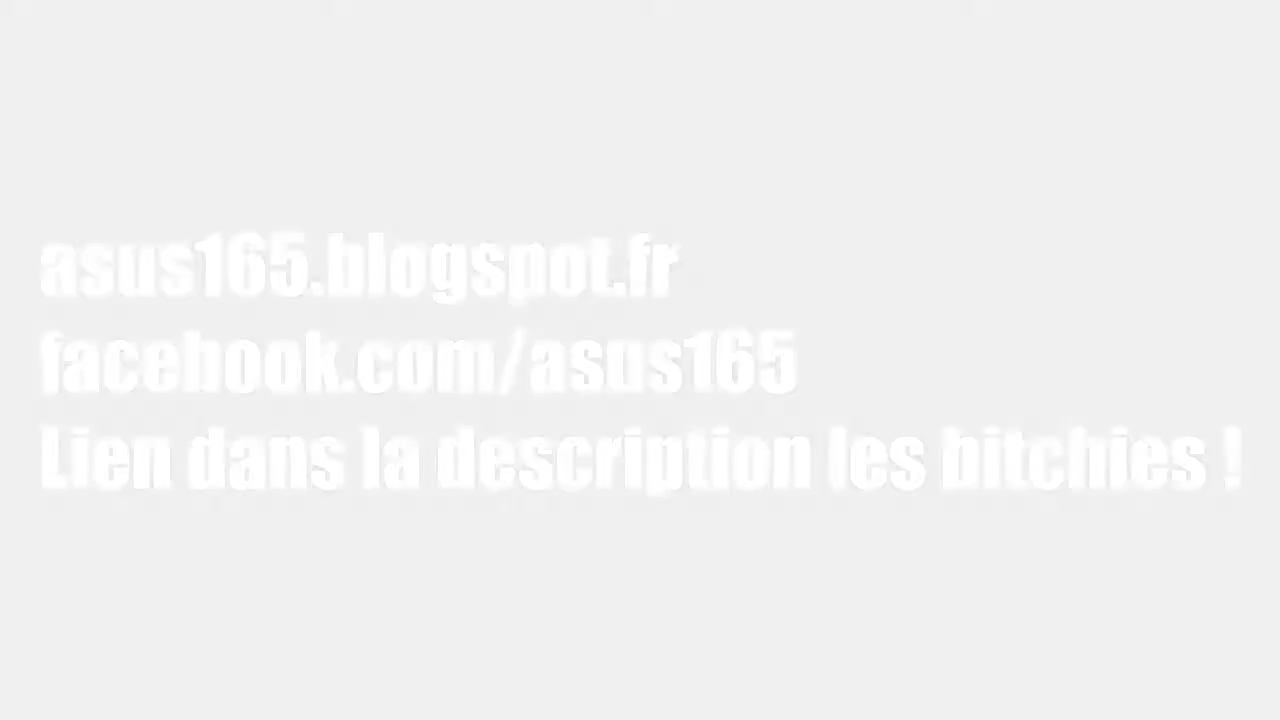 asus165.blogspot.fr
facebook.com/asus165
Lien dans la description les bitchies !